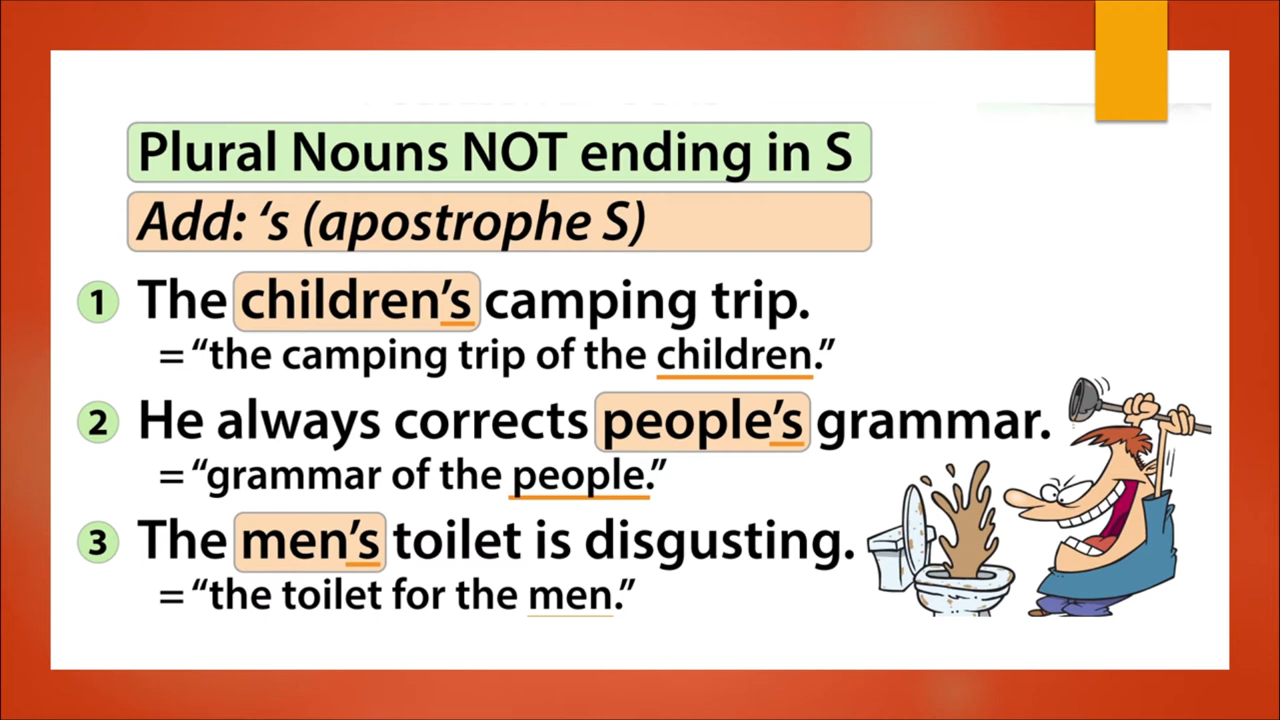 Plural Nouns NOT ending in S
Add: ‘s (apostrophe S)
1 The children’s camping trip.
= “the camping trip of the children.”
2 He always corrects people’s grammar.
= “grammar of the people.”
3 The men’s toilet is disgusting.
= “the toilet for the men.”